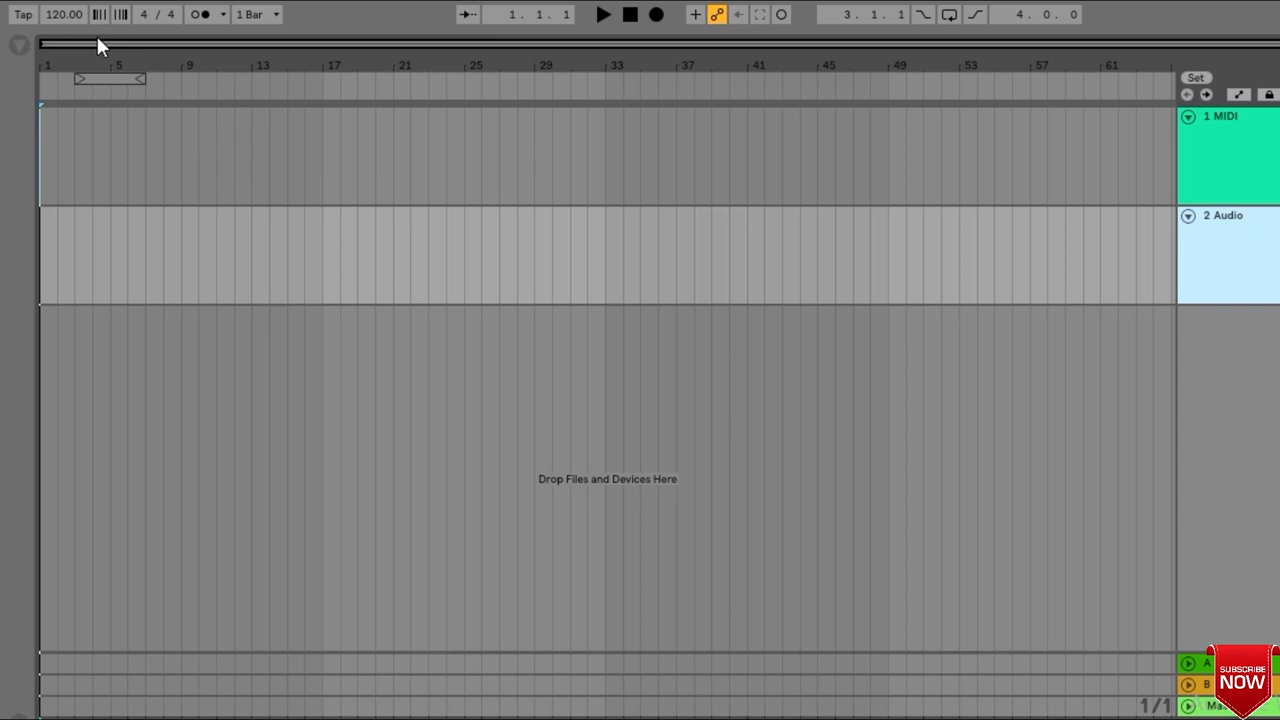 Tap 120.00 4 / 4 1 Bar 1. 1. 1 3. 1. 1 4. 0. 0
1 5 9 13 17 21 25 29 33 37 41 45 49 53 57 61
Set
1 MIDI
2 Audio
Drop Files and Devices Here
A
B
1/1
SUBSCRIBE
NOW